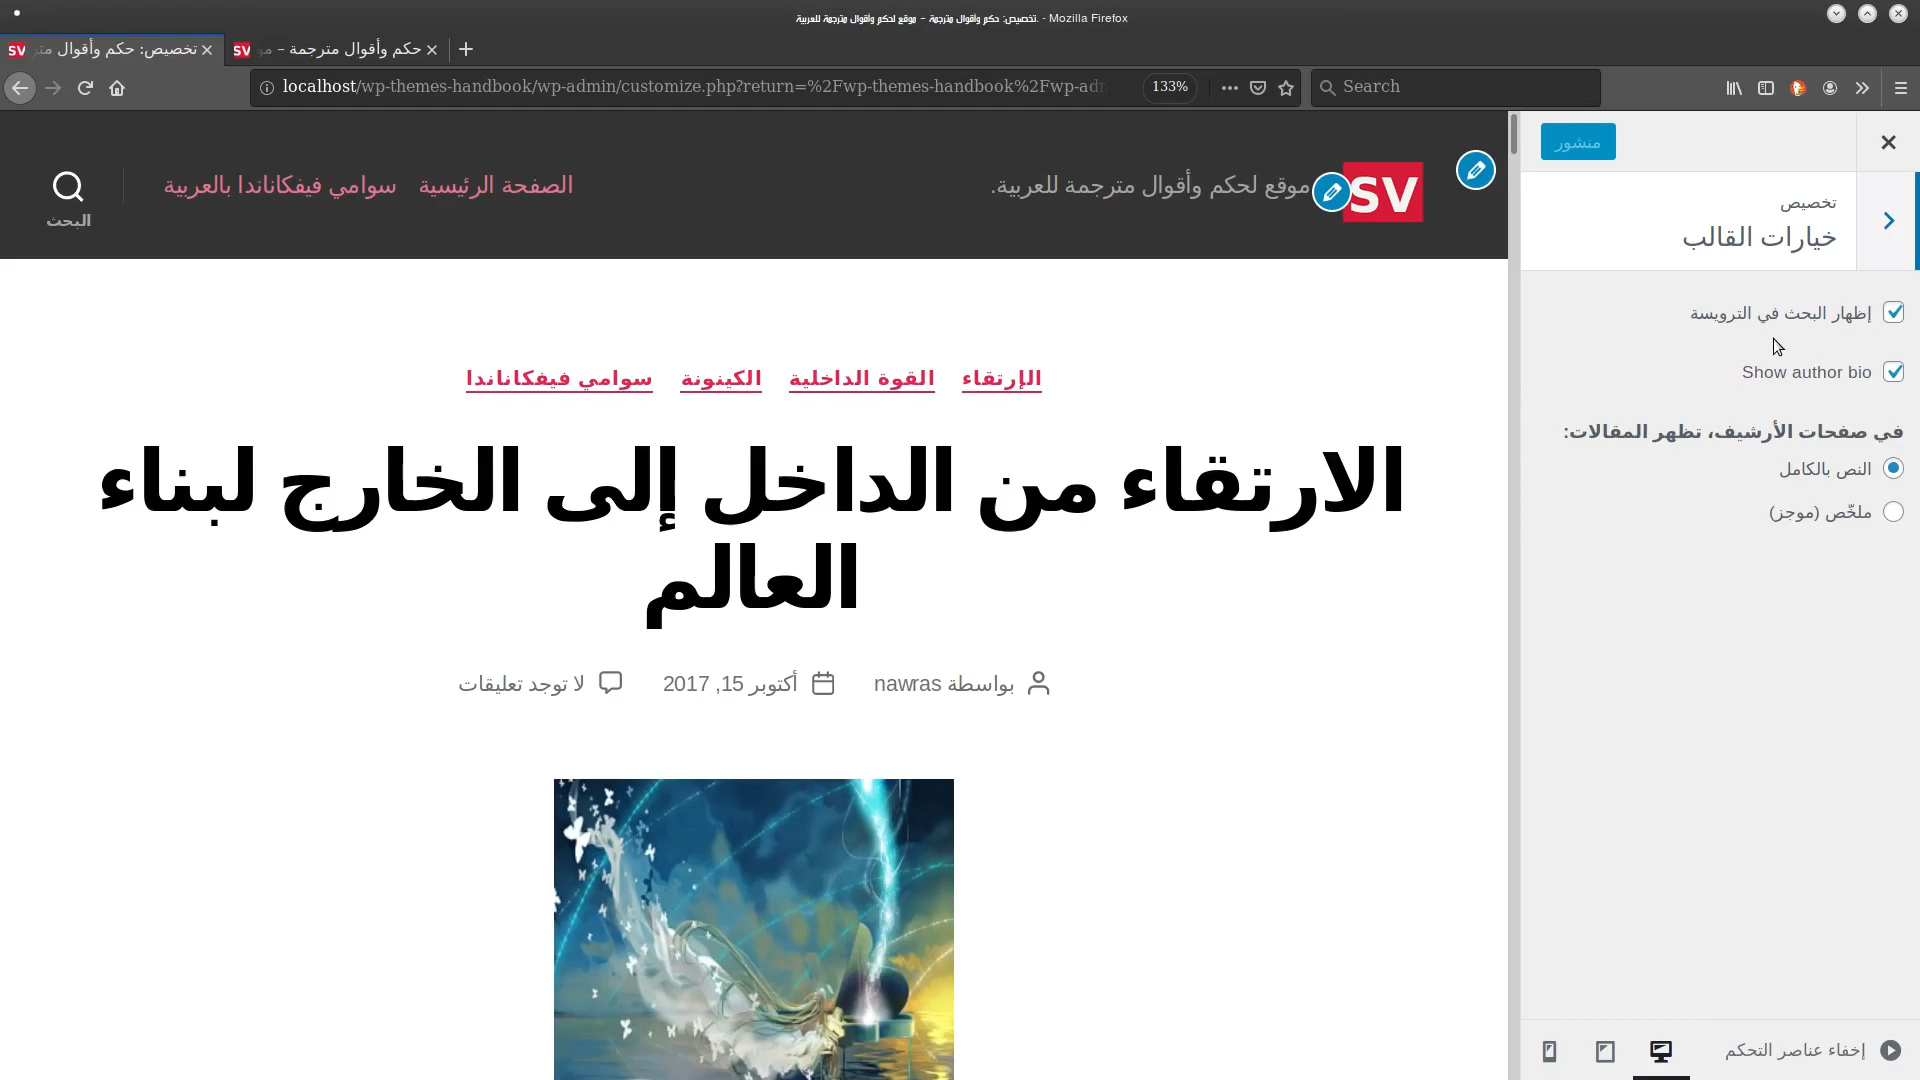 تخصيص: حكم وأقوال مترجمة – موقع لحكم وأقوال مترجمة للعربية. - Mozilla Firefox
تخصيص: حكم وأقوال متر
حكم وأقوال مترجمة – مو
localhost/wp-themes-handbook/wp-admin/customize.php?return=%2Fwp-themes-handbook%2Fwp-adn
133%
Search
منشور
تخصيص
خيارات القالب
إظهار البحث في الترويسة
Show author bio
في صفحات الأرشيف، تظهر المقالات:
النص بالكامل
ملخّص (موجز)
إخفاء عناصر التحكم
SV
موقع لحكم وأقوال مترجمة للعربية.
الصفحة الرئيسية سوامي فيفكاناندا بالعربية
البحث
الإرتقاء القوة الداخلية الكينونة سوامي فيفكاناندا
الارتقاء من الداخل إلى الخارج لبناء
العالم
بواسطة nawras أكتوبر 15, 2017 لا توجد تعليقات